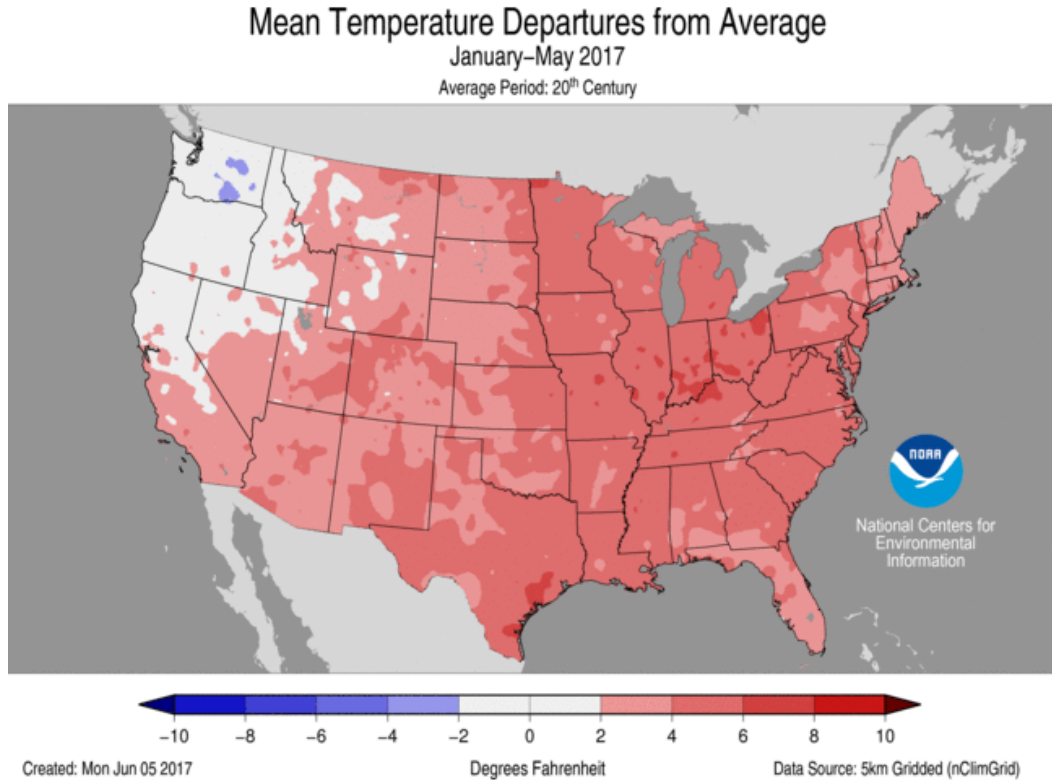 Mean Temperature Departures from Average
January–May 2017
Average Period: 20th Century
NOAA
National Centers for
Environmental
Information
-10 -8 -6 -4 -2 0 2 4 6 8 10
Created: Mon Jun 05 2017 Degrees Fahrenheit Data Source: 5km Gridded (nClimGrid)